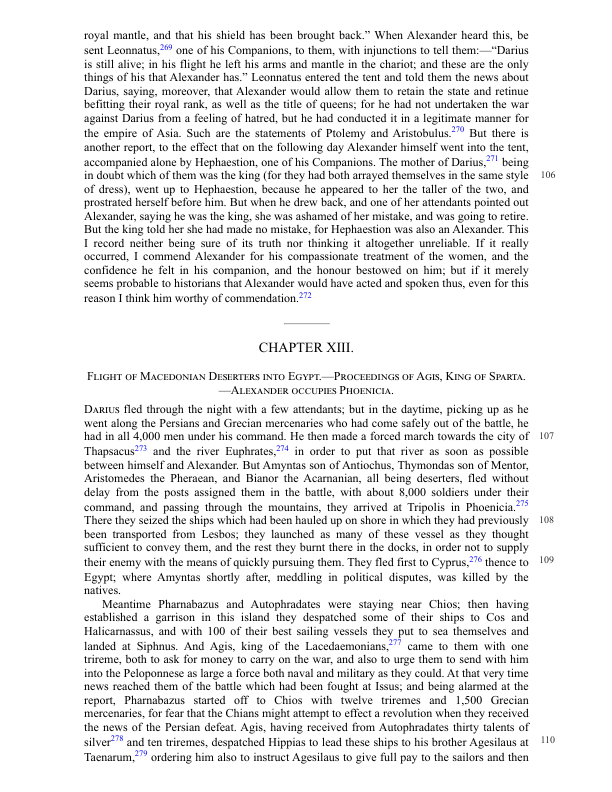 royal mantle, and that his shield has been brought back.” When Alexander heard this, be
sent Leonnatus,269 one of his Companions, to them, with injunctions to tell them:—“Darius
is still alive; in his flight he left his arms and mantle in the chariot; and these are the only
things of his that Alexander has.” Leonnatus entered the tent and told them the news about
Darius, saying, moreover, that Alexander would allow them to retain the state and retinue
befitting their royal rank, as well as the title of queens; for he had not undertaken the war
against Darius from a feeling of hatred, but he had conducted it in a legitimate manner for
the empire of Asia. Such are the statements of Ptolemy and Aristobulus.270 But there is
another report, to the effect that on the following day Alexander himself went into the tent,
accompanied alone by Hephaestion, one of his Companions. The mother of Darius,271 being
in doubt which of them was the king (for they had both arrayed themselves in the same style 106
of dress), went up to Hephaestion, because he appeared to her the taller of the two, and
prostrated herself before him. But when he drew back, and one of her attendants pointed out
Alexander, saying he was the king, she was ashamed of her mistake, and was going to retire.
But the king told her she had made no mistake, for Hephaestion was also an Alexander. This
I record neither being sure of its truth nor thinking it altogether unreliable. If it really
occurred, I commend Alexander for his compassionate treatment of the women, and the
confidence he felt in his companion, and the honour bestowed on him; but if it merely
seems probable to historians that Alexander would have acted and spoken thus, even for this
reason I think him worthy of commendation.272
CHAPTER XIII.
Flight of Macedonian Deserters into Egypt.—Proceedings of Agis, King of Sparta.
—Alexander occupies Phoenicia.
Darius fled through the night with a few attendants; but in the daytime, picking up as he
went along the Persians and Grecian mercenaries who had come safely out of the battle, he
had in all 4,000 men under his command. He then made a forced march towards the city of 107
Thapsacus273 and the river Euphrates,274 in order to put that river as soon as possible
between himself and Alexander. But Amyntas son of Antiochus, Thymondas son of Mentor,
Aristomedes the Pheraean, and Bianor the Acarnanian, all being deserters, fled without
delay from the posts assigned them in the battle, with about 8,000 soldiers under their
command, and passing through the mountains, they arrived at Tripolis in Phoenicia.275
There they seized the ships which had been hauled up on shore in which they had previously 108
been transported from Lesbos; they launched as many of these vessel as they thought
sufficient to convey them, and the rest they burnt there in the docks, in order not to supply
their enemy with the means of quickly pursuing them. They fled first to Cyprus,276 thence to 109
Egypt; where Amyntas shortly after, meddling in political disputes, was killed by the
natives.
Meantime Pharnabazus and Autophradates were staying near Chios; then having
established a garrison in this island they despatched some of their ships to Cos and
Halicarnassus, and with 100 of their best sailing vessels they put to sea themselves and
landed at Siphnus. And Agis, king of the Lacedaemonians,277 came to them with one
trireme, both to ask for money to carry on the war, and also to urge them to send with him
into the Peloponnese as large a force both naval and military as they could. At that very time
news reached them of the battle which had been fought at Issus; and being alarmed at the
report, Pharnabazus started off to Chios with twelve triremes and 1,500 Grecian
mercenaries, for fear that the Chians might attempt to effect a revolution when they received
the news of the Persian defeat. Agis, having received from Autophradates thirty talents of
silver278 and ten triremes, despatched Hippias to lead these ships to his brother Agesilaus at 110
Taenarum,279 ordering him also to instruct Agesilaus to give full pay to the sailors and then